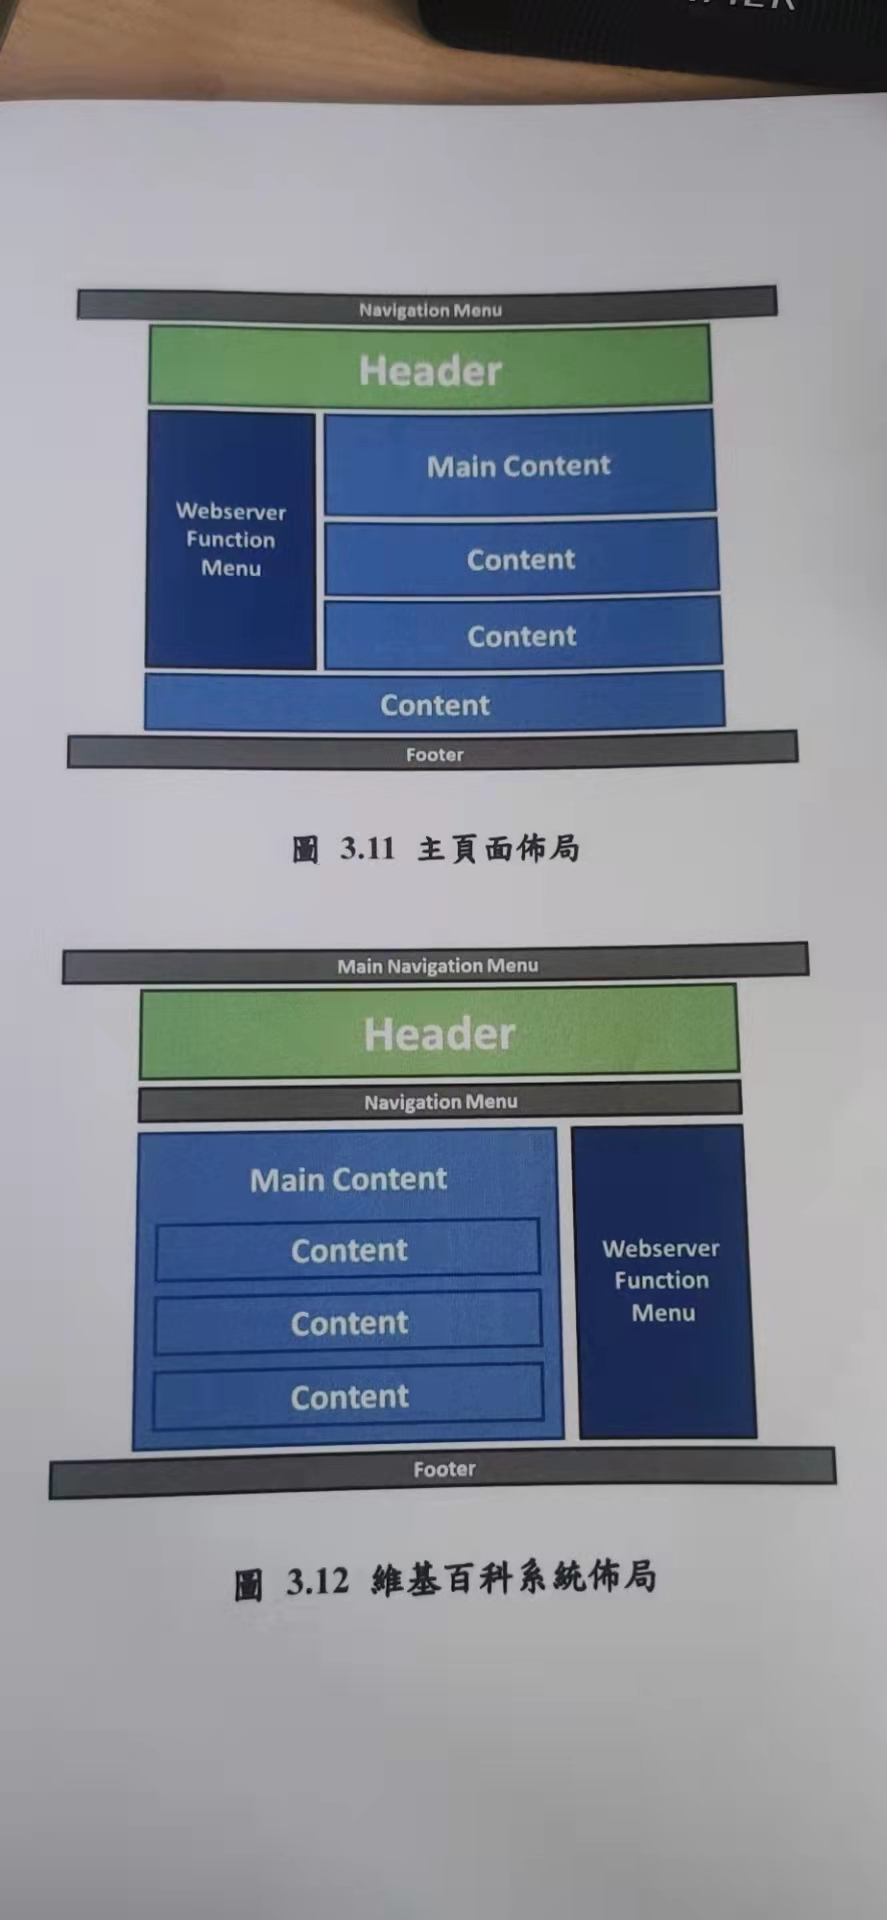 Navigation Menu
Header
Webserver
Function
Menu
Main Content
Content
Content
Content
Footer
圖 3.11 主頁面佈局
Main Navigation Menu
Header
Navigation Menu
Main Content
Content
Content
Content
Webserver
Function
Menu
Footer
圖 3.12 維基百科系統佈局